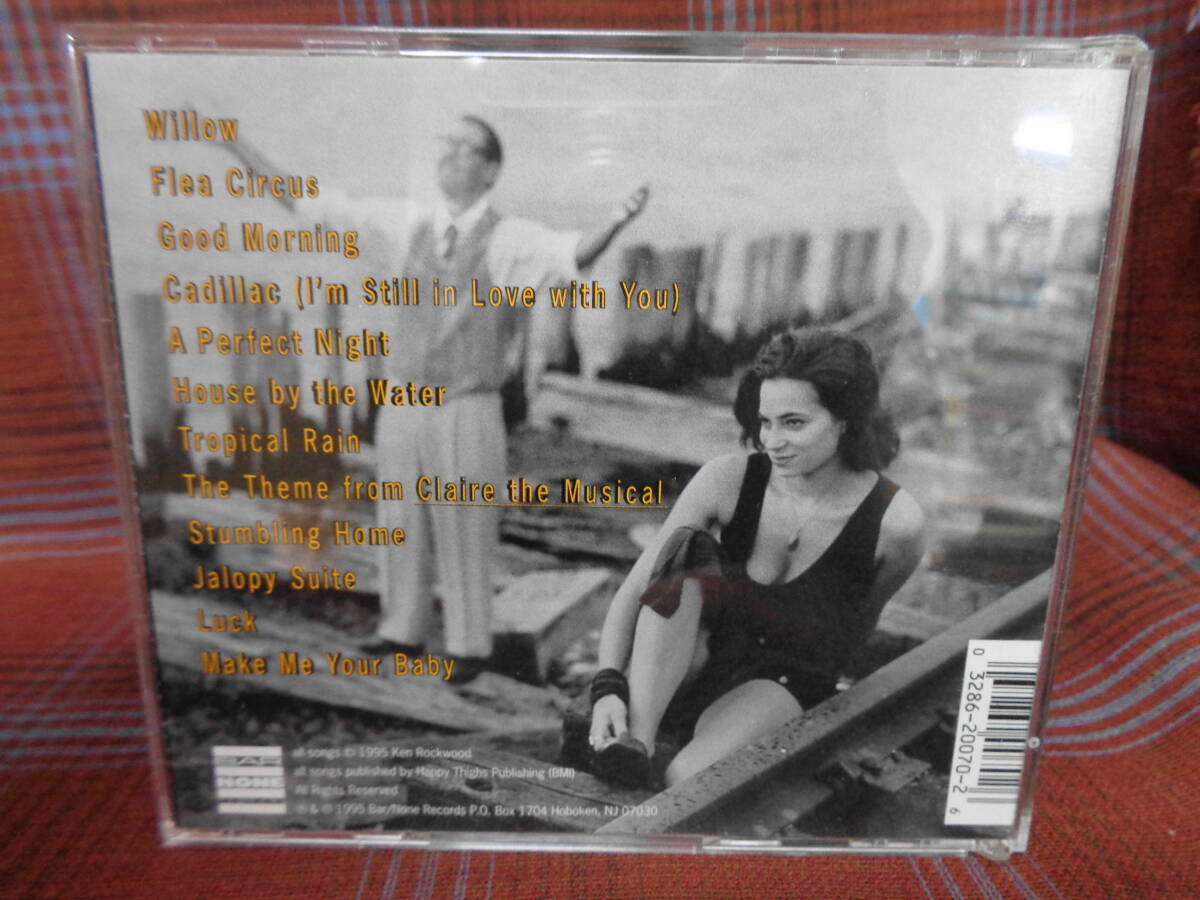 Willow
Flea Circus
Good Morning
Cadillac (I'm Still in Love with You)
A Perfect Night
House by the Water
Tropical Rain
The Theme from Claire the Musical
Stumbling Home
Jalopy Suite
Luck
Make Me Your Baby
BAR
NONE
all songs © 1995 Ken Rockwood
all songs published by Happy Thighs Publishing (BMI)
All Rights Reserved
℗ & © 1995 Bar/None Records P.O. Box 1704 Hoboken, NJ 07030
0 3286-20070-2 6